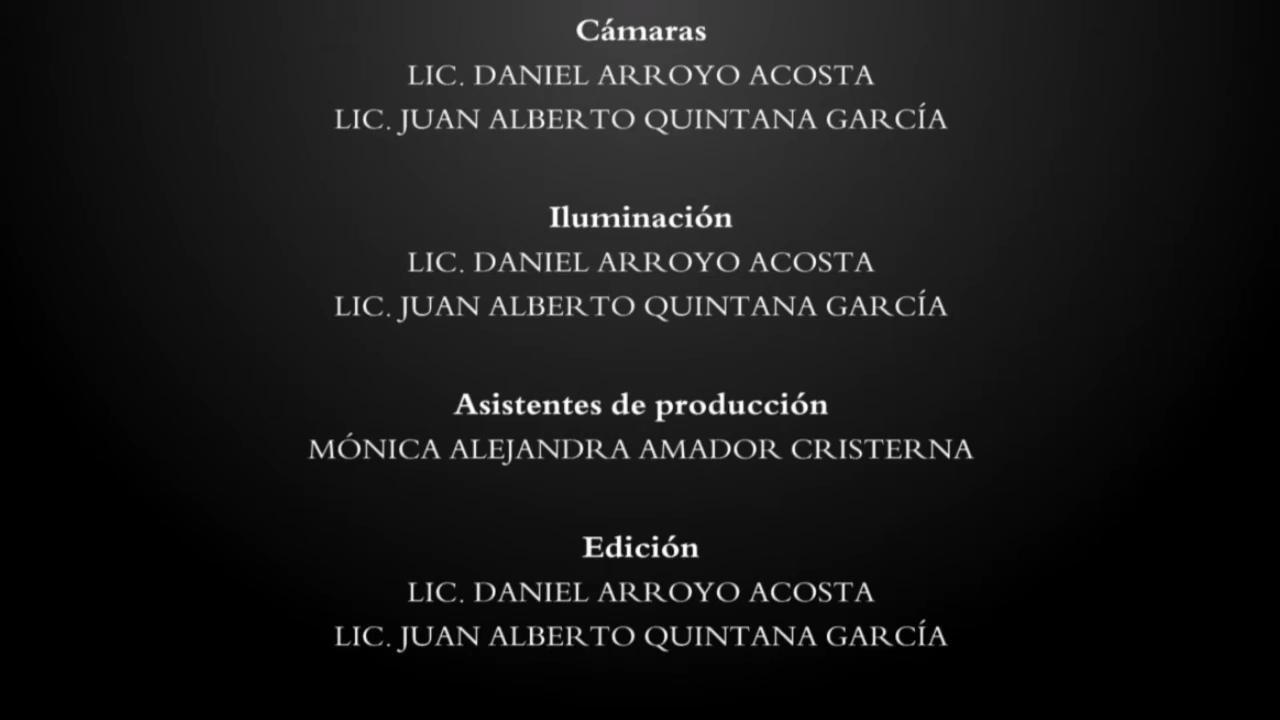 Cámaras
LIC. DANIEL ARROYO ACOSTA
LIC. JUAN ALBERTO QUINTANA GARCÍA
Iluminación
LIC. DANIEL ARROYO ACOSTA
LIC. JUAN ALBERTO QUINTANA GARCÍA
Asistentes de producción
MÓNICA ALEJANDRA AMADOR CRISTERNA
Edición
LIC. DANIEL ARROYO ACOSTA
LIC. JUAN ALBERTO QUINTANA GARCÍA